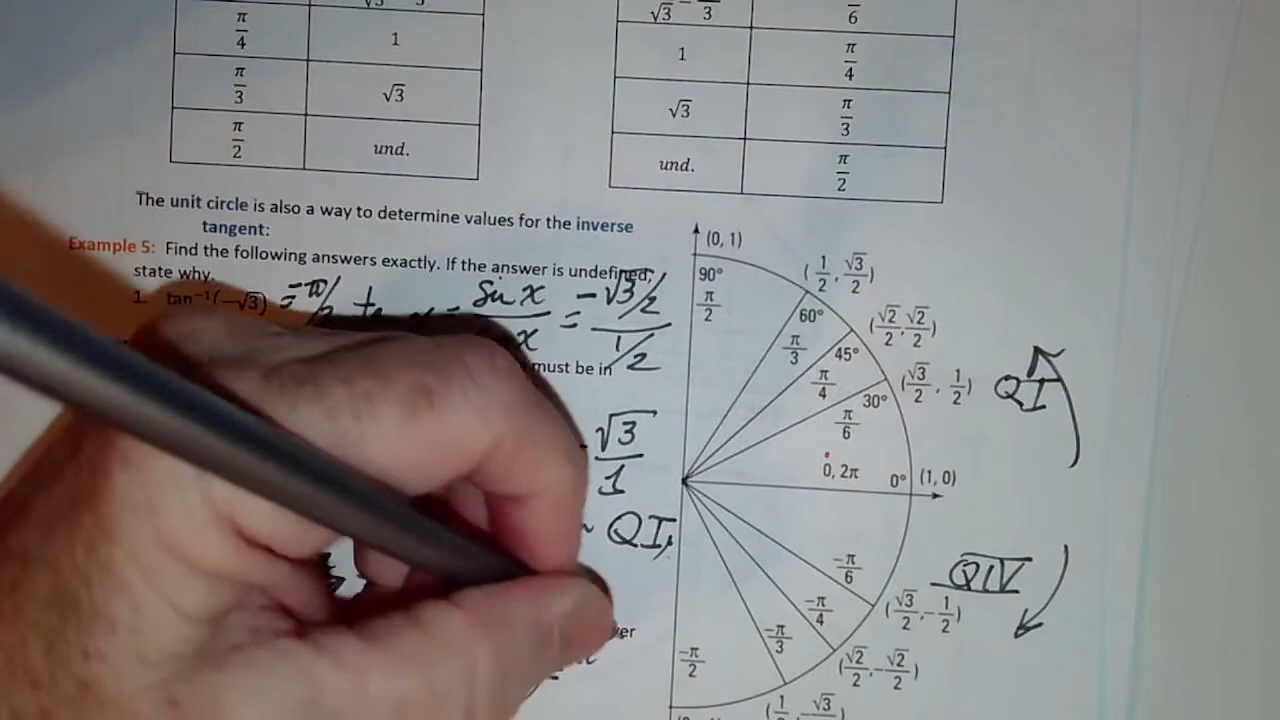 π/4 1
π/3 √3
π/2 und.
√3 3 6
1 π/4
√3 π/3
und. π/2
The unit circle is also a way to determine values for the inverse
tangent:
Example 5: Find the following answers exactly. If the answer is undefined,
state why.
1. tan⁻¹(−√3) = -π/ sin x = -√3/2
x = 1/2
must be in
√3/1
QI,
(0, 1)
90° π/2
(1/2, √3/2)
60° π/3
(√2/2, √2/2)
45° π/4
(√3/2, 1/2)
30° π/6
QI
0, 2π 0° (1, 0)
-π/6
QIV
(√3/2, -1/2)
-π/4
(√2/2, -√2/2)
-π/3
-π/2